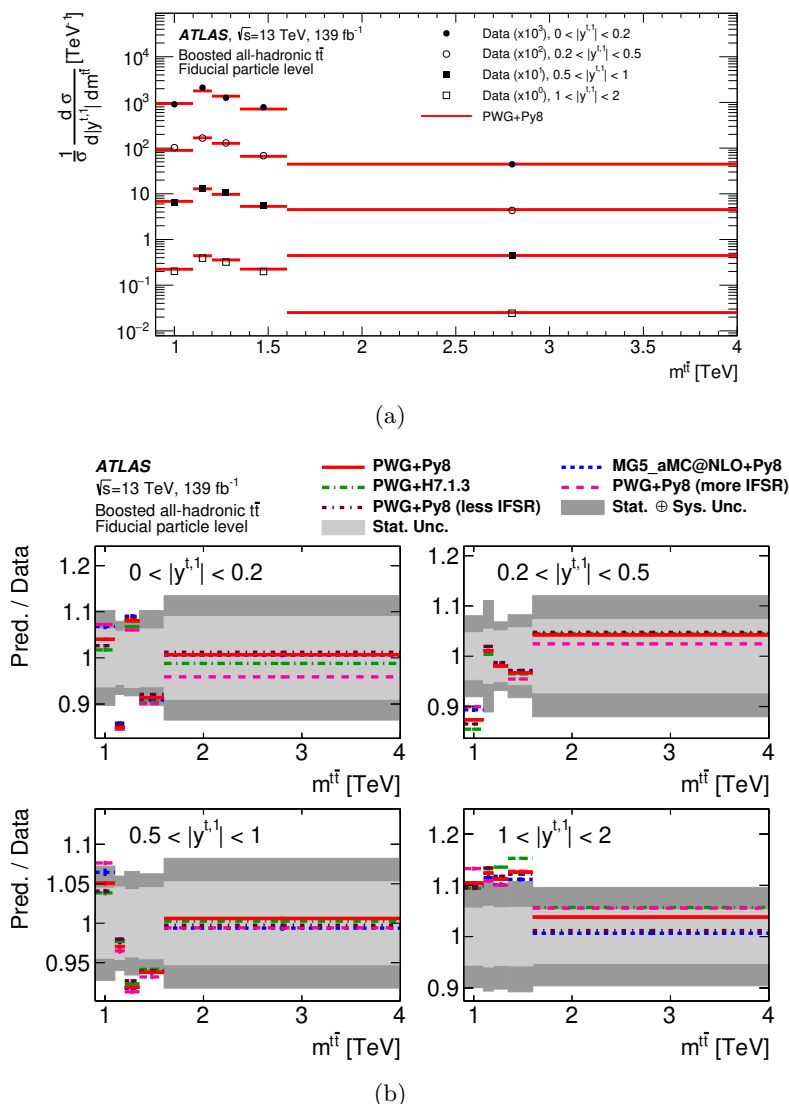 ATLAS, √s=13 TeV, 139 fb⁻¹
Boosted all-hadronic tt̄
Fiducial particle level
Data (x10³), 0 < |y^{t,1}| < 0.2
Data (x10²), 0.2 < |y^{t,1}| < 0.5
Data (x10¹), 0.5 < |y^{t,1}| < 1
Data (x10⁰), 1 < |y^{t,1}| < 2
PWG+Py8
1/σ d σ / d|y^{t,1}| dm^{tt̄} [TeV⁻¹]
10⁴
10³
10²
10
1
10⁻¹
10⁻²
1 1.5 2 2.5 3 3.5 4
m^{tt̄} [TeV]
(a)
ATLAS
√s=13 TeV, 139 fb⁻¹
Boosted all-hadronic tt̄
Fiducial particle level
PWG+Py8
PWG+H7.1.3
PWG+Py8 (less IFSR)
Stat. Unc.
MG5_aMC@NLO+Py8
PWG+Py8 (more IFSR)
Stat. ⊕ Sys. Unc.
Pred. / Data
0 < |y^{t,1}| < 0.2
1.2
1.1
1
0.9
1 2 3 4
m^{tt̄} [TeV]
0.2 < |y^{t,1}| < 0.5
1.2
1.1
1
0.9
1 2 3 4
m^{tt̄} [TeV]
Pred. / Data
0.5 < |y^{t,1}| < 1
1.1
1.05
1
0.95
1 2 3 4
m^{tt̄} [TeV]
1 < |y^{t,1}| < 2
1.2
1.1
1
0.9
1 2 3 4
m^{tt̄} [TeV]
(b)